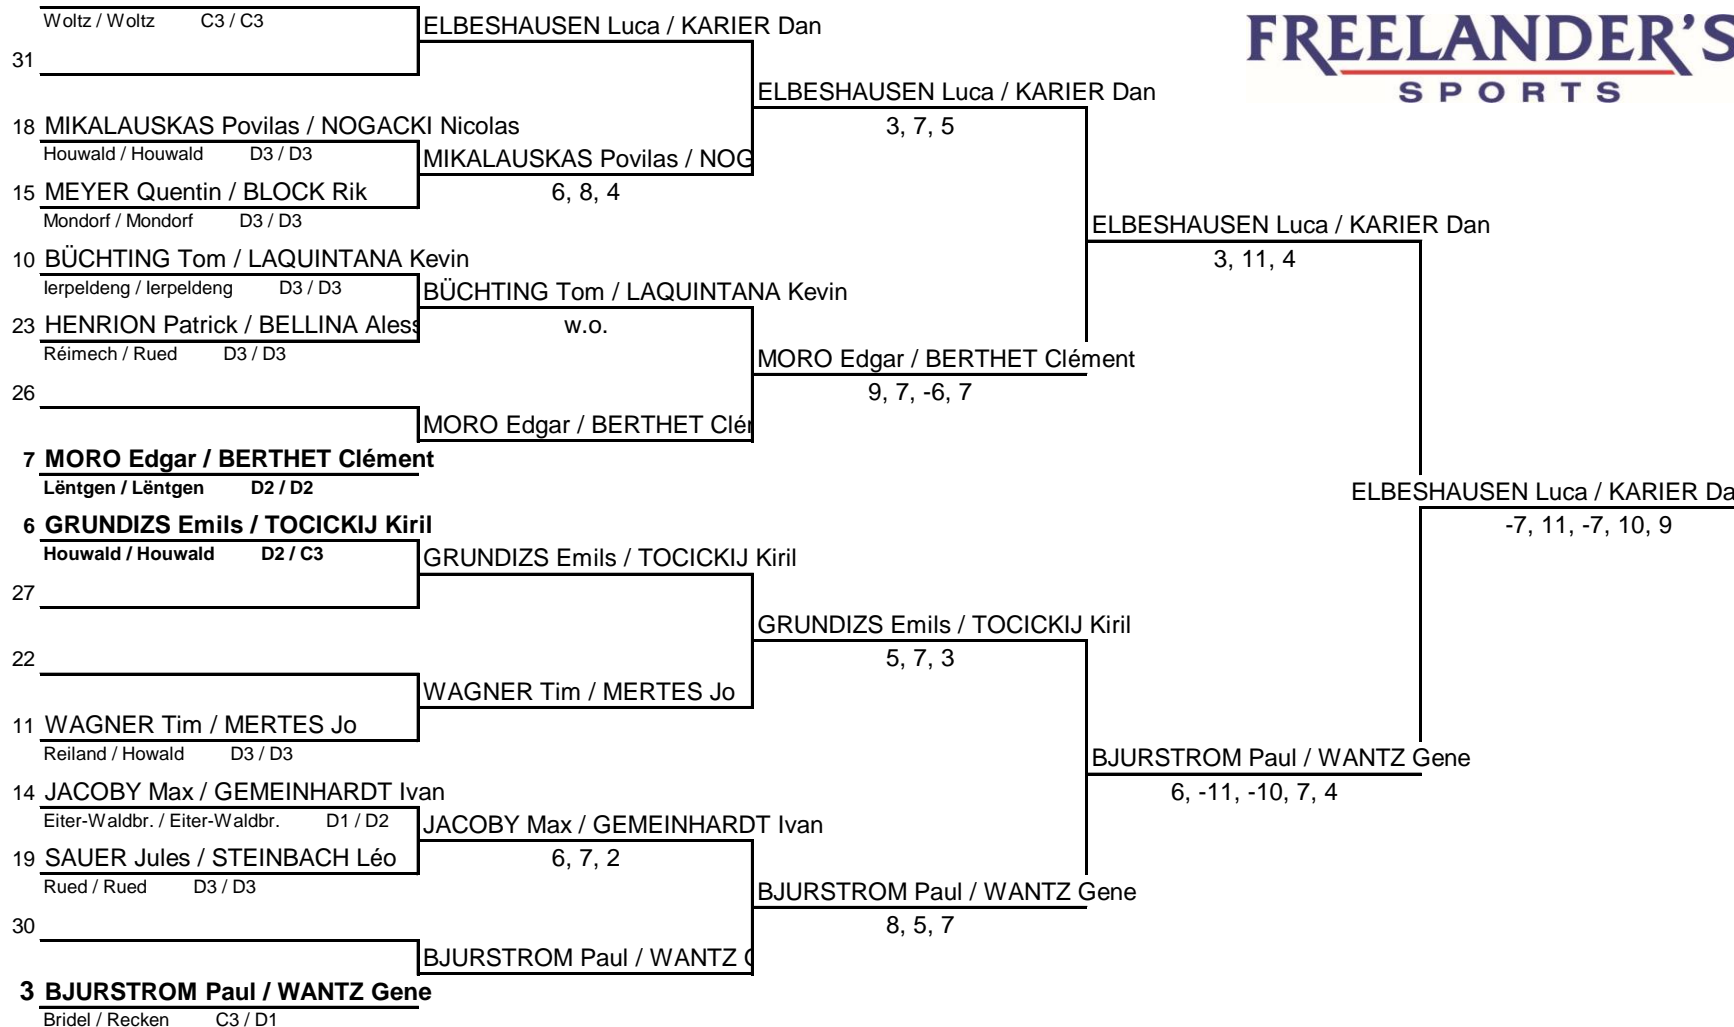 FREELANDER'S
SPORTS
Woltz / Woltz C3 / C3
ELBESHAUSEN Luca / KARIER Dan
31
ELBESHAUSEN Luca / KARIER Dan
3, 7, 5
18 MIKALAUSKAS Povilas / NOGACKI Nicolas
Houwald / Houwald D3 / D3
MIKALAUSKAS Povilas / NOG
6, 8, 4
15 MEYER Quentin / BLOCK Rik
Mondorf / Mondorf D3 / D3
ELBESHAUSEN Luca / KARIER Dan
3, 11, 4
10 BÜCHTING Tom / LAQUINTANA Kevin
Ierpeldeng / Ierpeldeng D3 / D3
BÜCHTING Tom / LAQUINTANA Kevin
w.o.
23 HENRION Patrick / BELLINA Aless
Réimech / Rued D3 / D3
MORO Edgar / BERTHET Clément
9, 7, -6, 7
26
MORO Edgar / BERTHET Clér
7 MORO Edgar / BERTHET Clément
Lëntgen / Lëntgen D2 / D2
ELBESHAUSEN Luca / KARIER Da
-7, 11, -7, 10, 9
6 GRUNDIZS Emils / TOCICKIJ Kiril
Houwald / Houwald D2 / C3
GRUNDIZS Emils / TOCICKIJ Kiril
27
GRUNDIZS Emils / TOCICKIJ Kiril
5, 7, 3
22
WAGNER Tim / MERTES Jo
11 WAGNER Tim / MERTES Jo
Reiland / Howald D3 / D3
BJURSTROM Paul / WANTZ Gene
6, -11, -10, 7, 4
14 JACOBY Max / GEMEINHARDT Ivan
Eiter-Waldbr. / Eiter-Waldbr. D1 / D2
JACOBY Max / GEMEINHARDT Ivan
6, 7, 2
19 SAUER Jules / STEINBACH Léo
Rued / Rued D3 / D3
BJURSTROM Paul / WANTZ Gene
8, 5, 7
30
BJURSTROM Paul / WANTZ G
3 BJURSTROM Paul / WANTZ Gene
Bridel / Recken C3 / D1